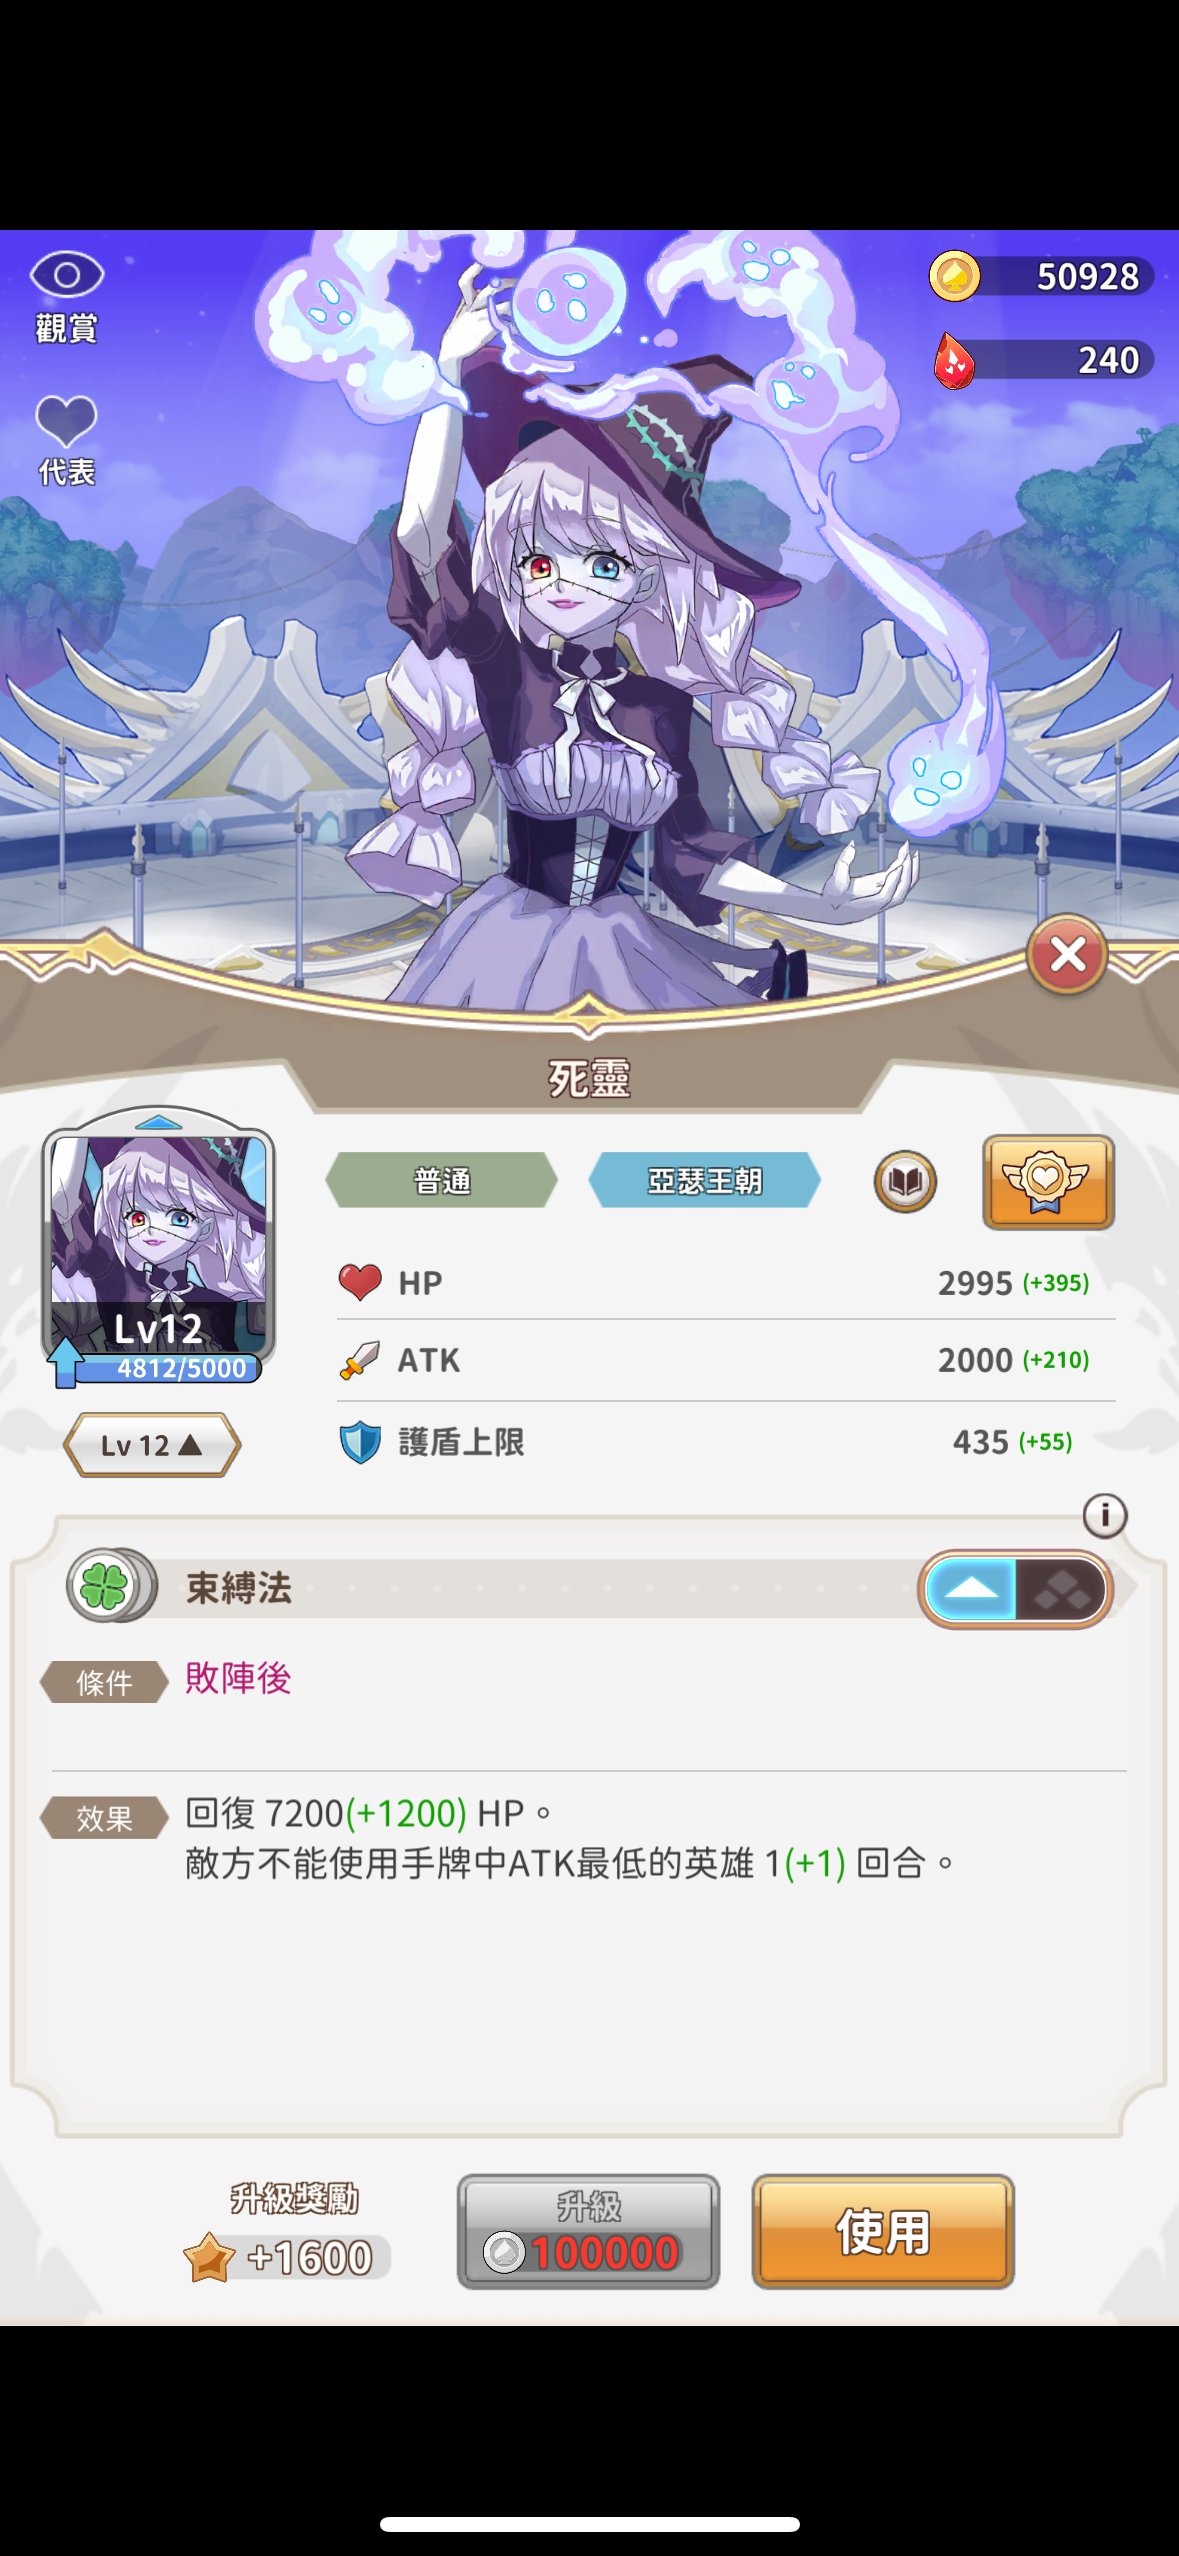 觀賞
50928
240
代表
死靈
普通
亞瑟王朝
HP
2995 (+395)
Lv12
4812/5000
ATK
2000 (+210)
Lv 12 ▲
護盾上限
435 (+55)
i
束縛法
條件
敗陣後
效果
回復 7200(+1200) HP。
敵方不能使用手牌中ATK最低的英雄 1(+1) 回合。
升級獎勵
+1600
升級
100000
使用